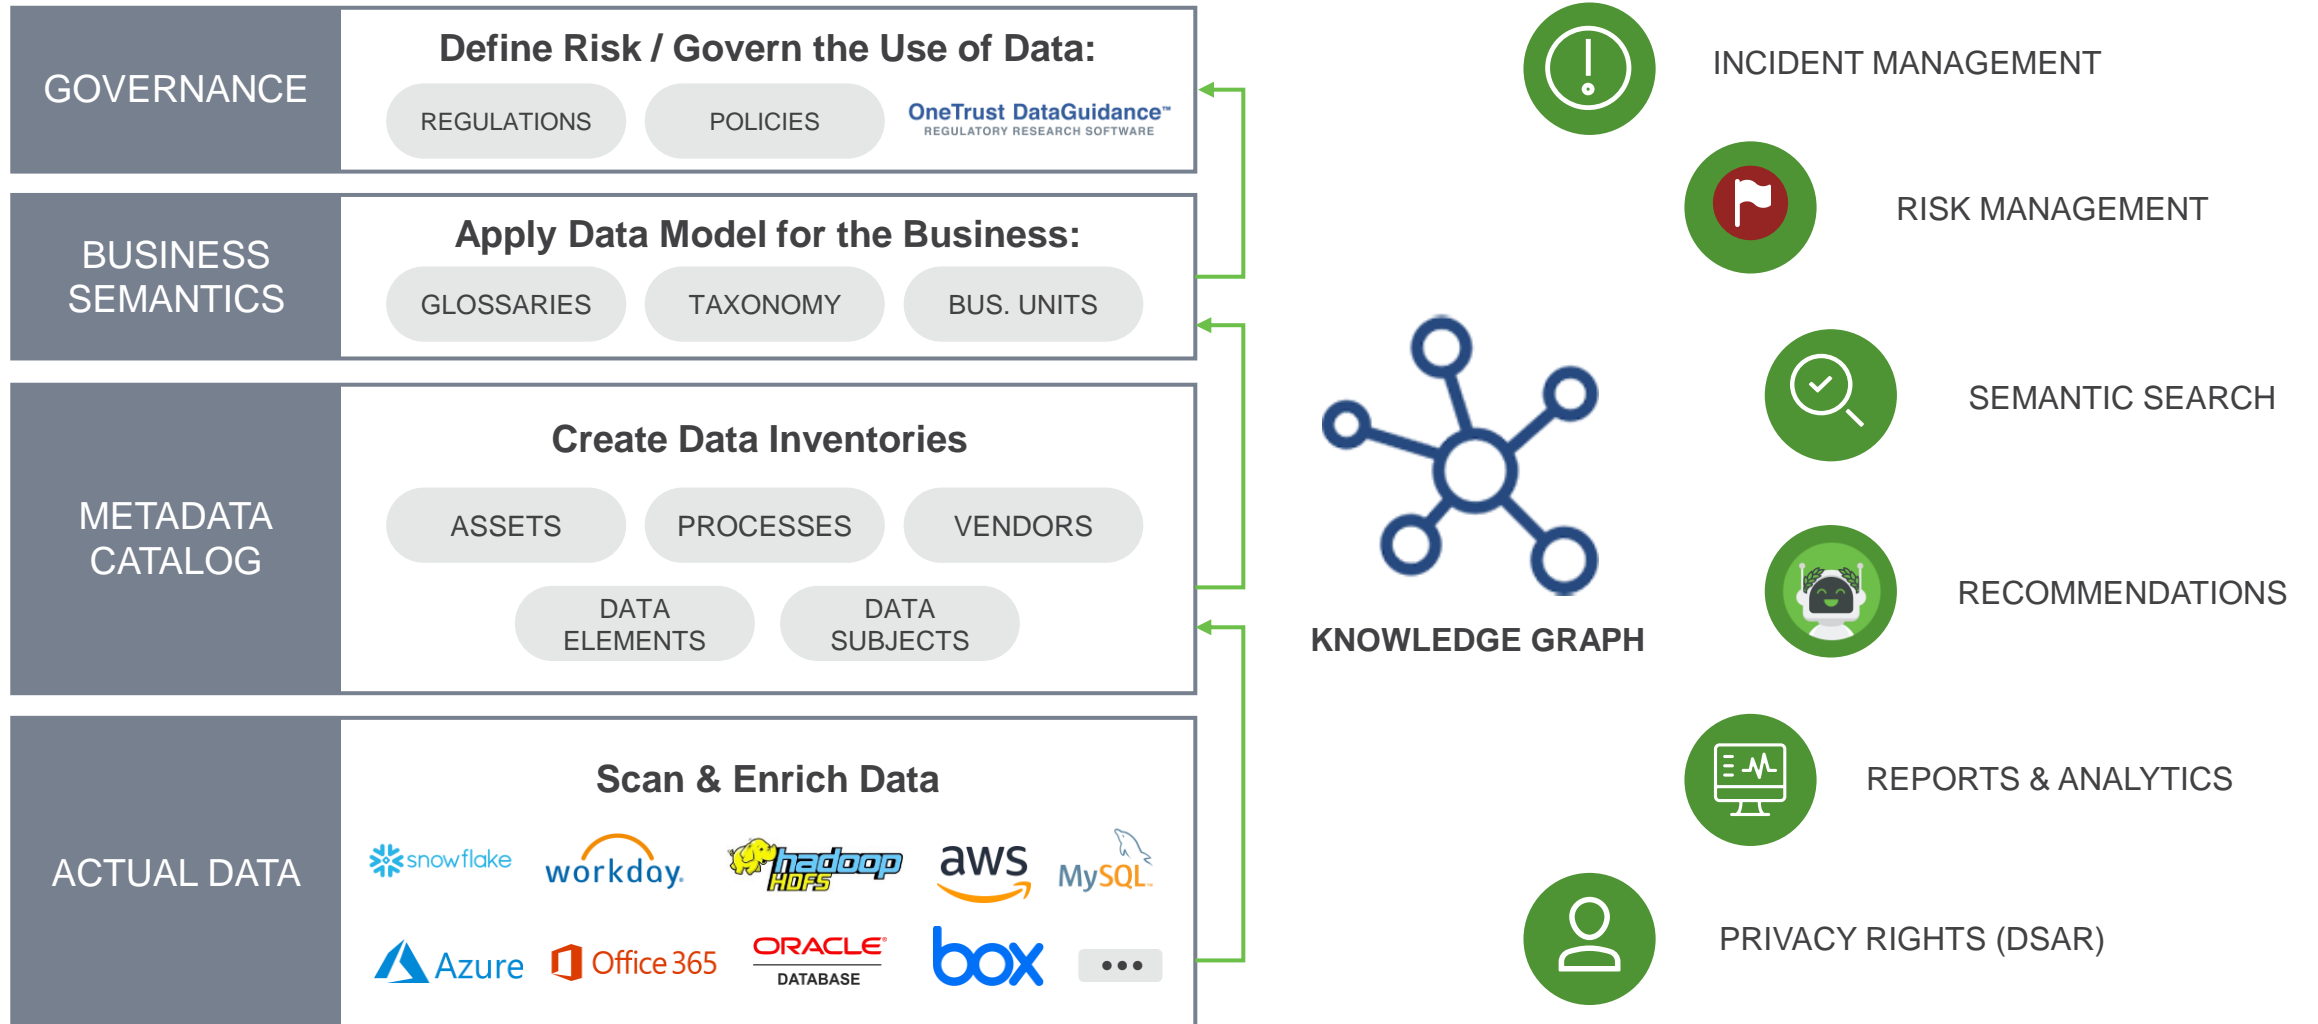 GOVERNANCE
Define Risk / Govern the Use of Data:
REGULATIONS
POLICIES
OneTrust DataGuidance™
REGULATORY RESEARCH SOFTWARE
BUSINESS
SEMANTICS
Apply Data Model for the Business:
GLOSSARIES
TAXONOMY
BUS. UNITS
METADATA
CATALOG
Create Data Inventories
ASSETS
PROCESSES
VENDORS
DATA
ELEMENTS
DATA
SUBJECTS
ACTUAL DATA
Scan & Enrich Data
snowflake
workday.
hadoop
HDFS
aws
MySQL™
Azure
Office 365
ORACLE®
DATABASE
box
•••
KNOWLEDGE GRAPH
INCIDENT MANAGEMENT
RISK MANAGEMENT
SEMANTIC SEARCH
RECOMMENDATIONS
REPORTS & ANALYTICS
PRIVACY RIGHTS (DSAR)